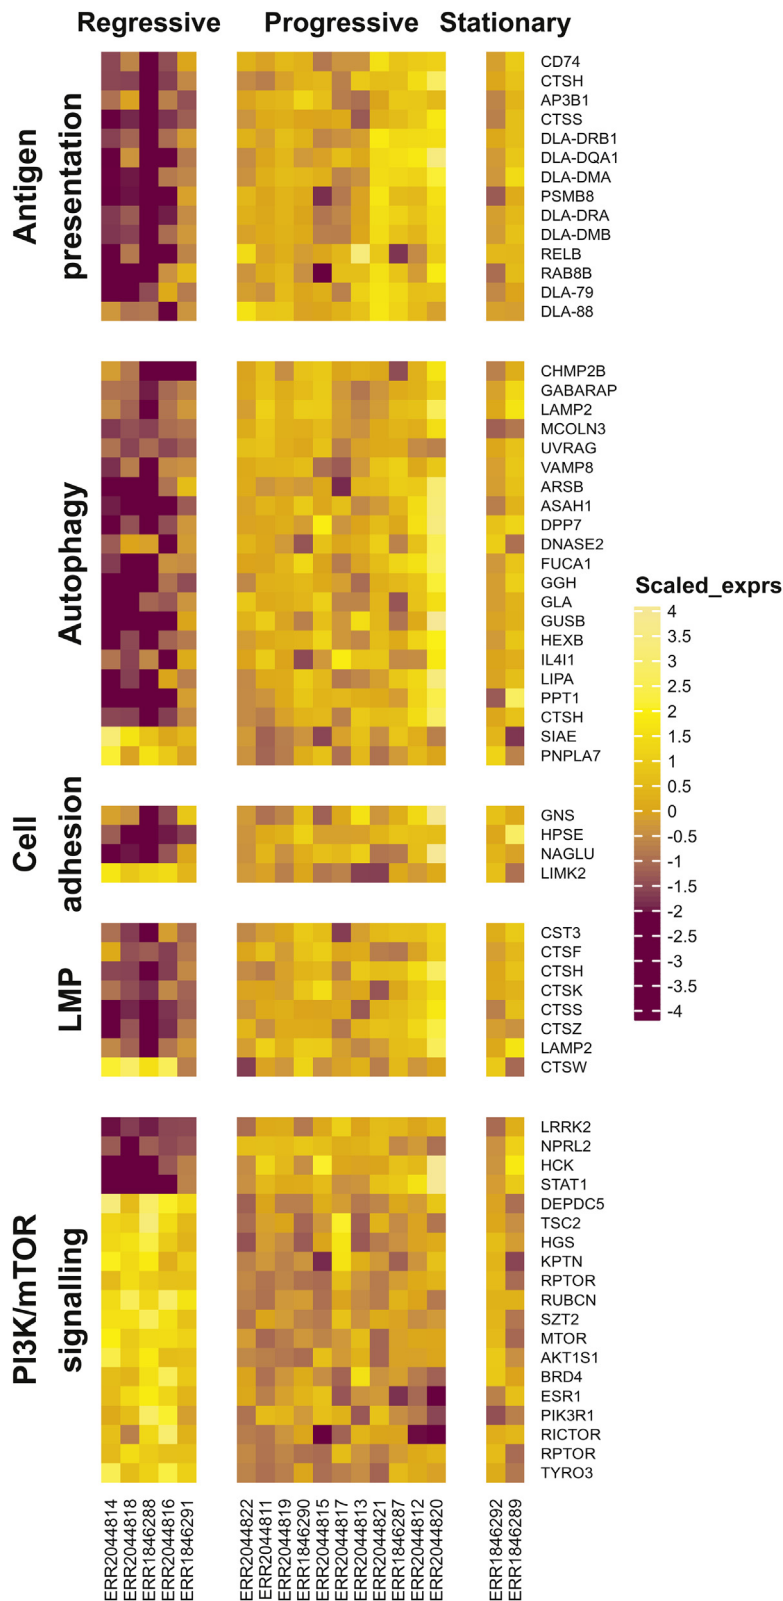 Regressive Progressive Stationary
Antigen
presentation
CD74
CTSH
AP3B1
CTSS
DLA-DRB1
DLA-DQA1
DLA-DMA
PSMB8
DLA-DRA
DLA-DMB
RELB
RAB8B
DLA-79
DLA-88
Autophagy
CHMP2B
GABARAP
LAMP2
MCOLN3
UVRAG
VAMP8
ARSB
ASAH1
DPP7
DNASE2
FUCA1
GGH
GLA
GUSB
HEXB
IL4I1
LIPA
PPT1
CTSH
SIAE
PNPLA7
Cell
adhesion
GNS
HPSE
NAGLU
LIMK2
LMP
CST3
CTSF
CTSH
CTSK
CTSS
CTSZ
LAMP2
CTSW
PI3K/mTOR
signalling
LRRK2
NPRL2
HCK
STAT1
DEPDC5
TSC2
HGS
KPTN
RPTOR
RUBCN
SZT2
MTOR
AKT1S1
BRD4
ESR1
PIK3R1
RICTOR
RPTOR
TYRO3
Scaled_exprs
4
3.5
3
2.5
2
1.5
1
0.5
0
-0.5
-1
-1.5
-2
-2.5
-3
-3.5
-4
ERR2044814
ERR2044818
ERR1846288
ERR2044816
ERR1846291
ERR2044822
ERR2044811
ERR2044819
ERR1846290
ERR2044815
ERR2044817
ERR2044813
ERR2044821
ERR1846287
ERR2044812
ERR2044820
ERR1846292
ERR1846289